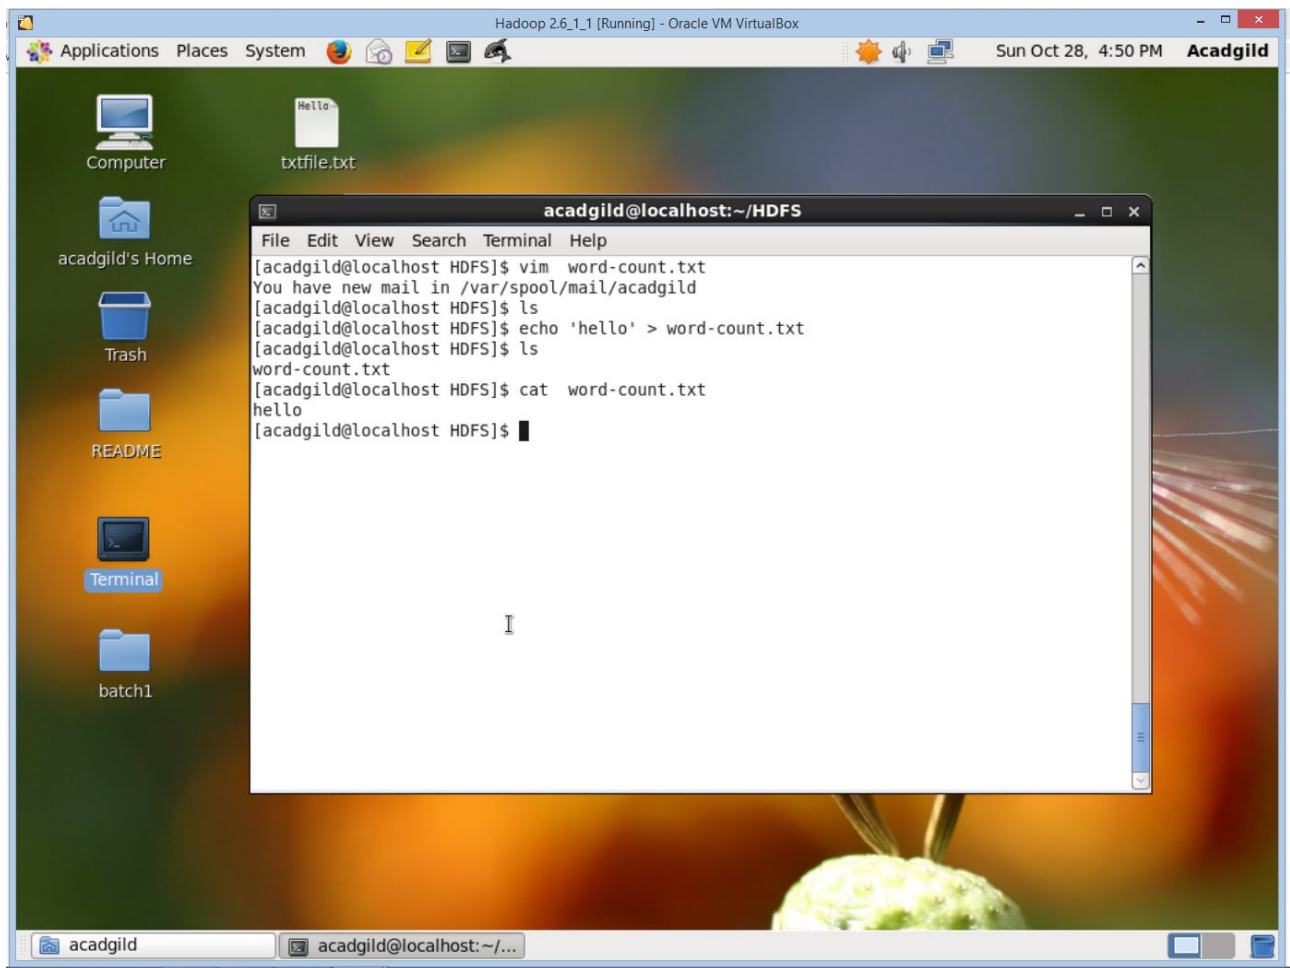 Hadoop 2.6_1_1 [Running] - Oracle VM VirtualBox
Applications Places System Sun Oct 28, 4:50 PM Acadgild
Hello
Computer
txtfile.txt
acadgild's Home
Trash
README
Terminal
batch1
acadgild@localhost:~/HDFS
File Edit View Search Terminal Help
[acadgild@localhost HDFS]$ vim  word-count.txt
You have new mail in /var/spool/mail/acadgild
[acadgild@localhost HDFS]$ ls
[acadgild@localhost HDFS]$ echo 'hello' > word-count.txt
[acadgild@localhost HDFS]$ ls
word-count.txt
[acadgild@localhost HDFS]$ cat  word-count.txt
hello
[acadgild@localhost HDFS]$
acadgild
acadgild@localhost:~/...